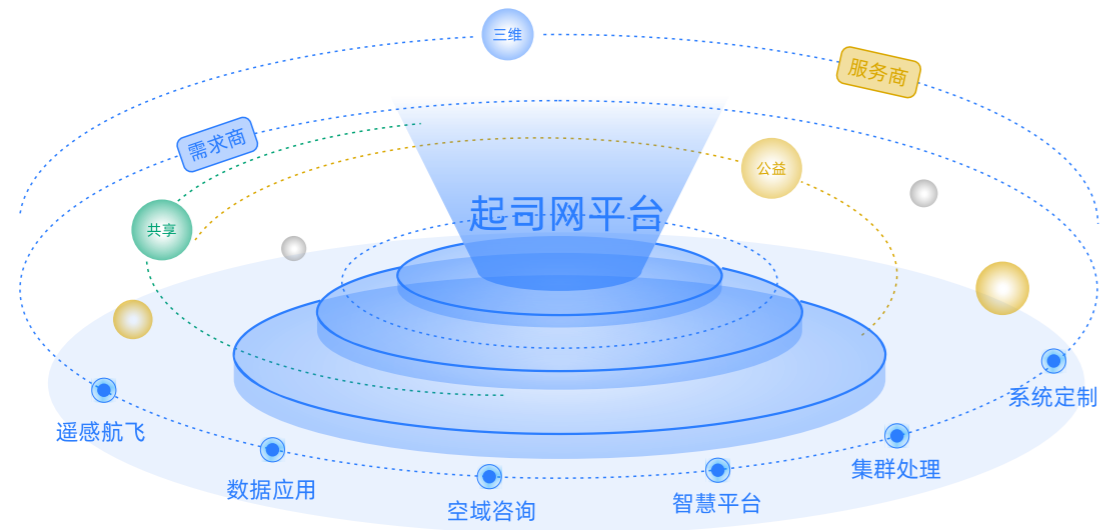 三维
服务商
需求商
公益
起司网平台
共享
系统定制
遥感航飞
集群处理
数据应用
智慧平台
空域咨询